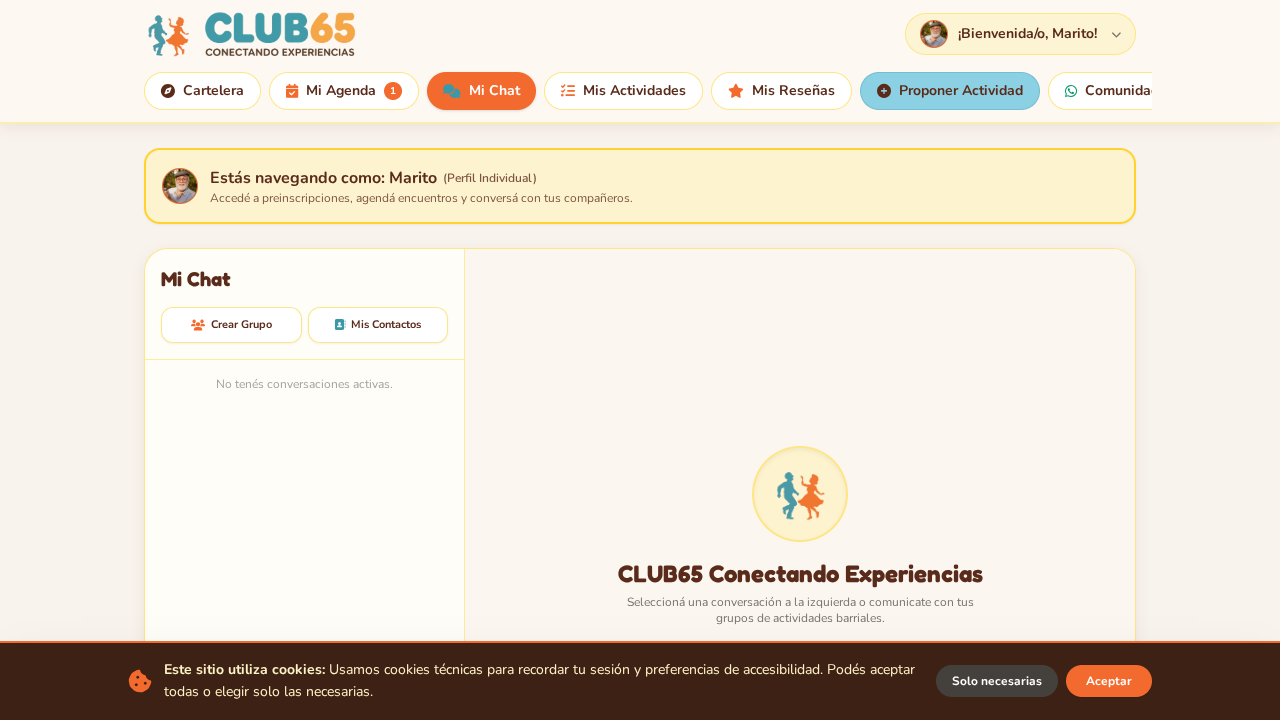 CLUB65
CONECTANDO EXPERIENCIAS
¡Bienvenida/o, Marito!
Cartelera
Mi Agenda 1
Mi Chat
Mis Actividades
Mis Reseñas
Proponer Actividad
Estás navegando como: Marito (Perfil Individual)
Accedé a preinscripciones, agendá encuentros y conversá con tus compañeros.
Mi Chat
Crear Grupo
Mis Contactos
No tenés conversaciones activas.
CLUB65 Conectando Experiencias
Seleccioná una conversación a la izquierda o comunicate con tus
grupos de actividades barriales.
Este sitio utiliza cookies: Usamos cookies técnicas para recordar tu sesión y preferencias de accesibilidad. Podés aceptar
todas o elegir solo las necesarias.
Solo necesarias
Aceptar